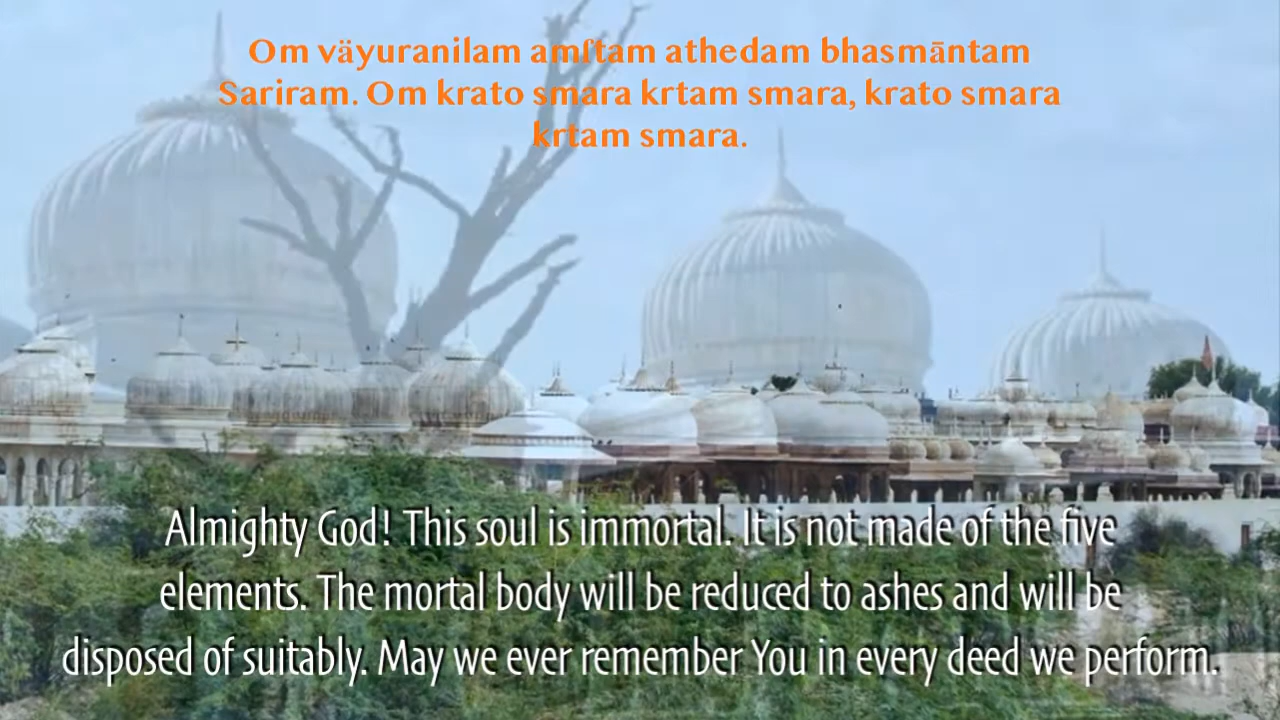 Om väyuranilam amſtam athedam bhasmāntam
Sariram. Om krato smara krtam smara, krato smara
krtam smara.
Almighty God! This soul is immortal. It is not made of the five
elements. The mortal body will be reduced to ashes and will be
disposed of suitably. May we ever remember You in every deed we perform.